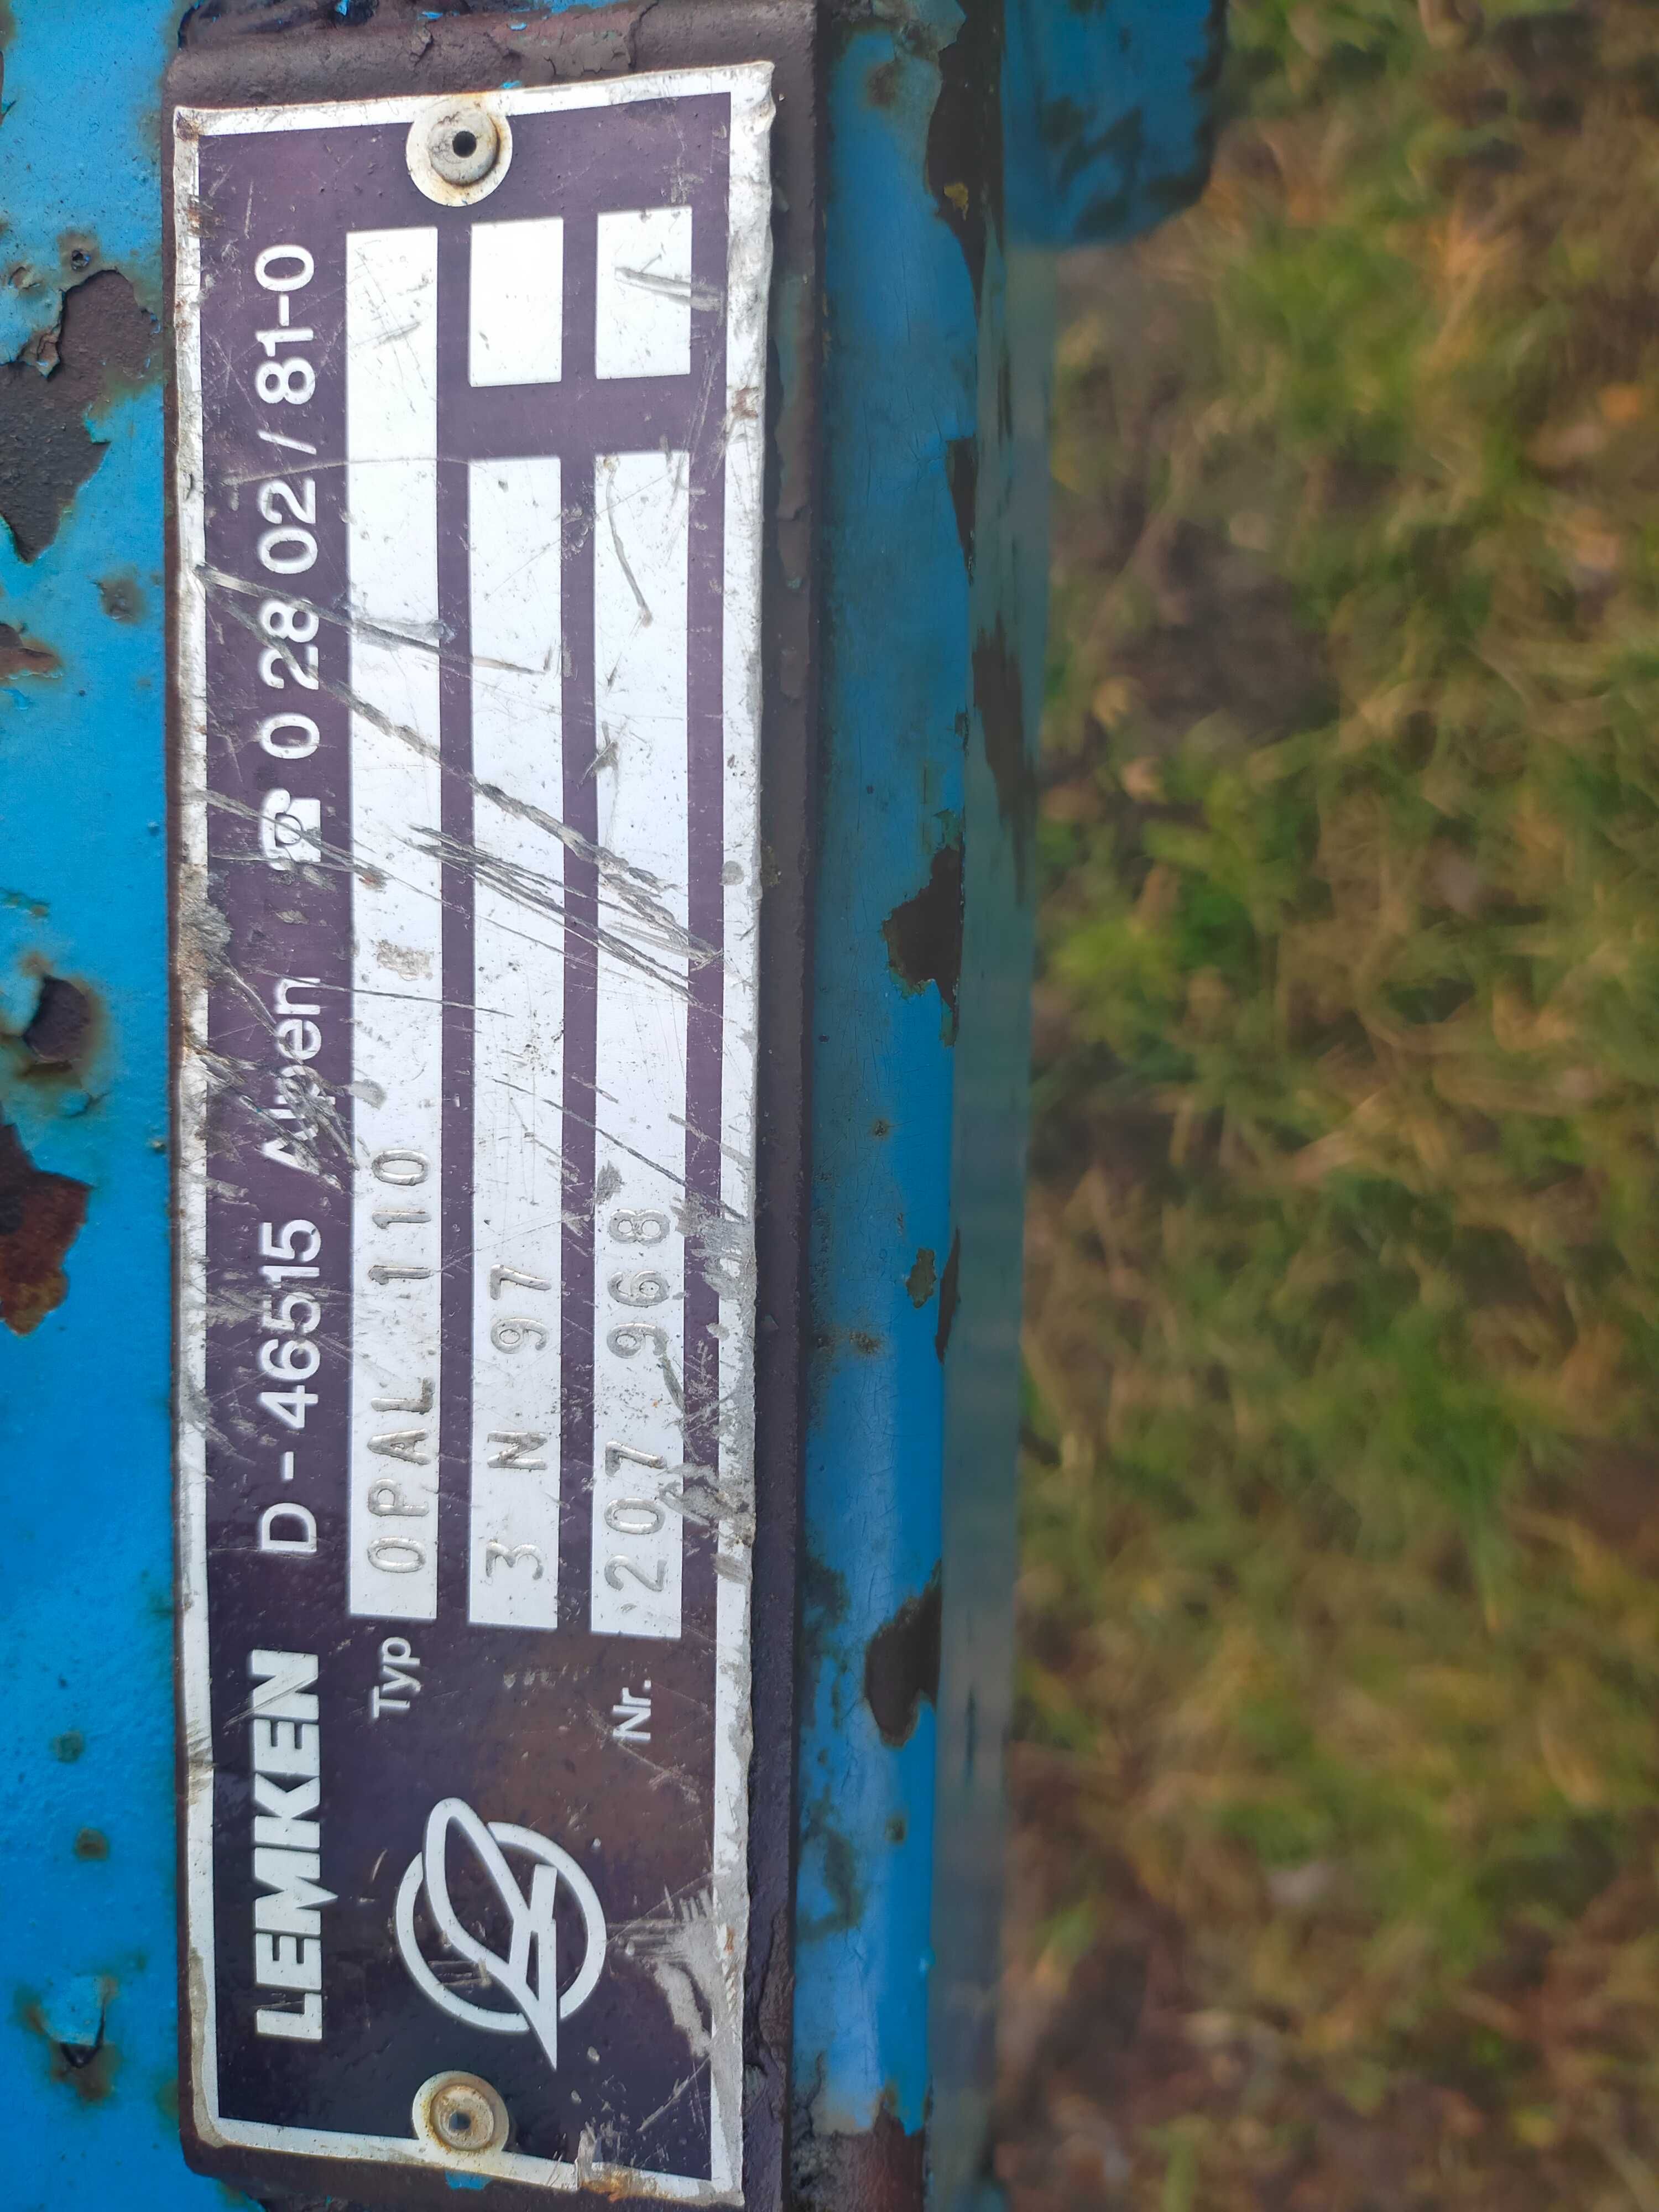 LEMKEN D - 46515 Alpen ☎ 0 28 02 / 81-0
Typ OPAL 110
3 N 97
Nr. 207 968